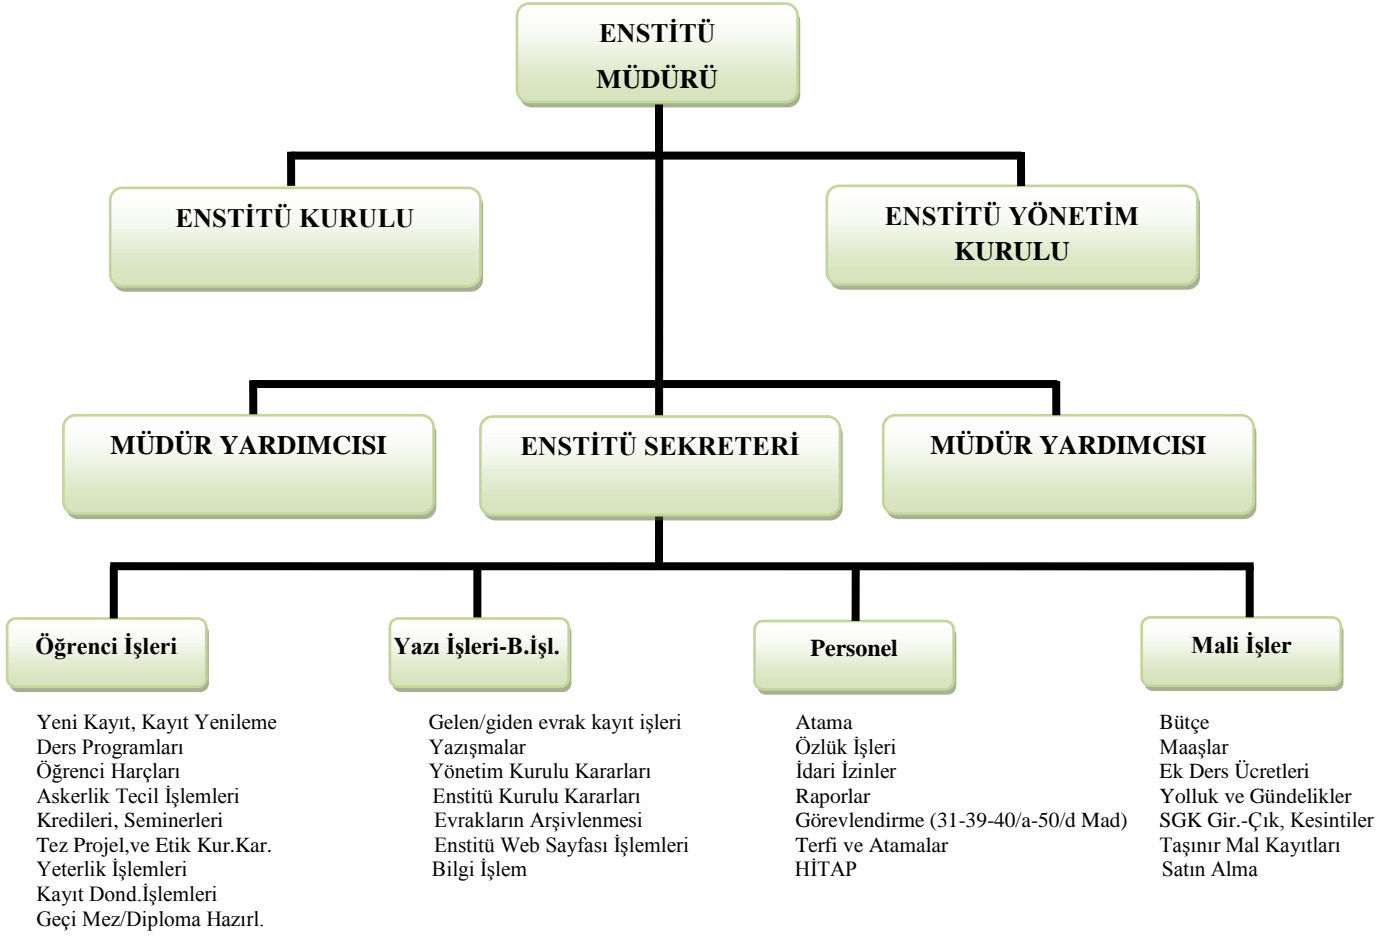 ENSTİTÜ
MÜDÜRÜ
ENSTİTÜ KURULU
ENSTİTÜ YÖNETİM
KURULU
MÜDÜR YARDIMCISI
ENSTİTÜ SEKRETERİ
MÜDÜR YARDIMCISI
Öğrenci İşleri
Yeni Kayıt, Kayıt Yenileme
Ders Programları
Öğrenci Harçları
Askerlik Tecil İşlemleri
Kredileri, Seminerleri
Tez Projel,ve Etik Kur.Kar.
Yeterlik İşlemleri
Kayıt Dond.İşlemleri
Geçi Mez/Diploma Hazırl.
Yazı İşleri-B.İşl.
Gelen/giden evrak kayıt işleri
Yazışmalar
Yönetim Kurulu Kararları
Enstitü Kurulu Kararları
Evrakların Arşivlenmesi
Enstitü Web Sayfası İşlemleri
Bilgi İşlem
Personel
Atama
Özlük İşleri
İdari İzinler
Raporlar
Görevlendirme (31-39-40/a-50/d Mad)
Terfi ve Atamalar
HİTAP
Mali İşler
Bütçe
Maaşlar
Ek Ders Ücretleri
Yolluk ve Gündelikler
SGK Gir.-Çık, Kesintiler
Taşınır Mal Kayıtları
Satın Alma